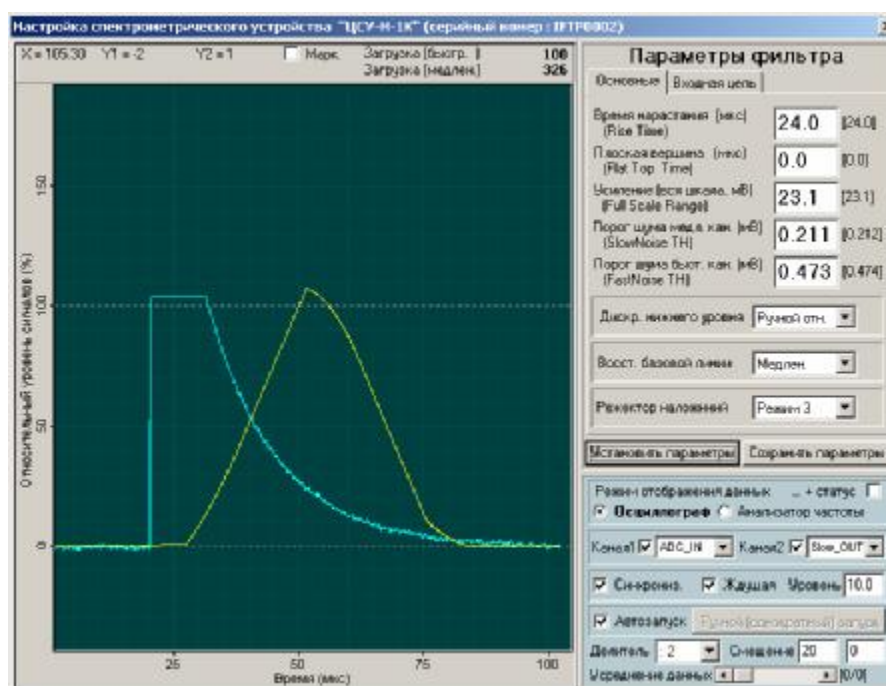 Настройка спектрометрического устройства "ЦСУ-М-1К" (серийный номер : IFTP0002)
X = 105.30 Y1 = -2 Y2 = 1 Марк. Загрузка (быстр. ) 100
Загрузка (медлен.) 326
Относительный уровень сигналов (%)
150
100
50
0
25 50 75 100
Время (мкс)
Параметры фильтра
Основные Входная цепь
Время нарастания (мкс)
(Rise Time) 24.0 [24.0]
Плоская вершина (мкс)
(Flat Top Time) 0.0 [0.0]
Усиление (вся шкала, мВ)
(Full Scale Range) 23.1 [23.1]
Порог шума медл. кан. (мВ)
(SlowNoise TH) 0.211 [0.212]
Порог шума быст. кан. (мВ)
(FastNoise TH) 0.473 [0.474]
Дискр. нижнего уровня Ручной отн.
Восст. базовой линии Медлен.
Режектор наложений Режим 3
Установить параметры Сохранить параметры
Режим отображения данных + статус
Осциллограф Анализатор частоты
Канал1 ADC_IN Канал2 Slow_OUT
Синхрониз. Ждущая Уровень 10.0
Автозапуск Ручной (однократный) запуск
Делитель 2 Смещение 20 0
Усреднение данных [0/0]